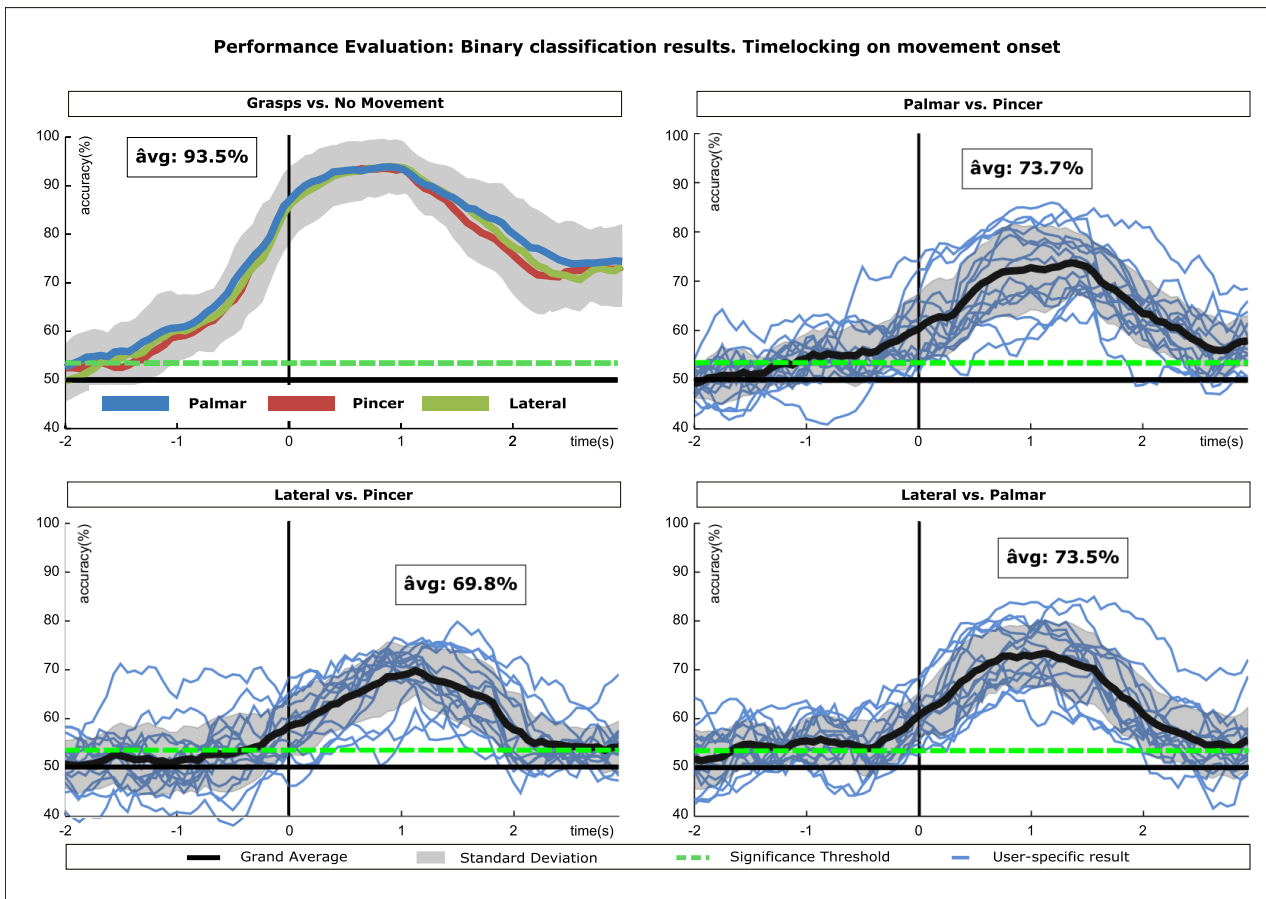 Performance Evaluation: Binary classification results. Timelocking on movement onset
Grasps vs. No Movement
accuracy(%)
âvg: 93.5%
100
90
80
70
60
50
40
Palmar Pincer Lateral
-2 -1 0 1 2 time(s)
Palmar vs. Pincer
accuracy(%)
âvg: 73.7%
100
90
80
70
60
50
40
-2 -1 0 1 2 time(s)
Lateral vs. Pincer
accuracy(%)
âvg: 69.8%
100
90
80
70
60
50
40
-2 -1 0 1 2 time(s)
Lateral vs. Palmar
accuracy(%)
âvg: 73.5%
100
90
80
70
60
50
40
-2 -1 0 1 2 time(s)
Grand Average Standard Deviation Significance Threshold User-specific result